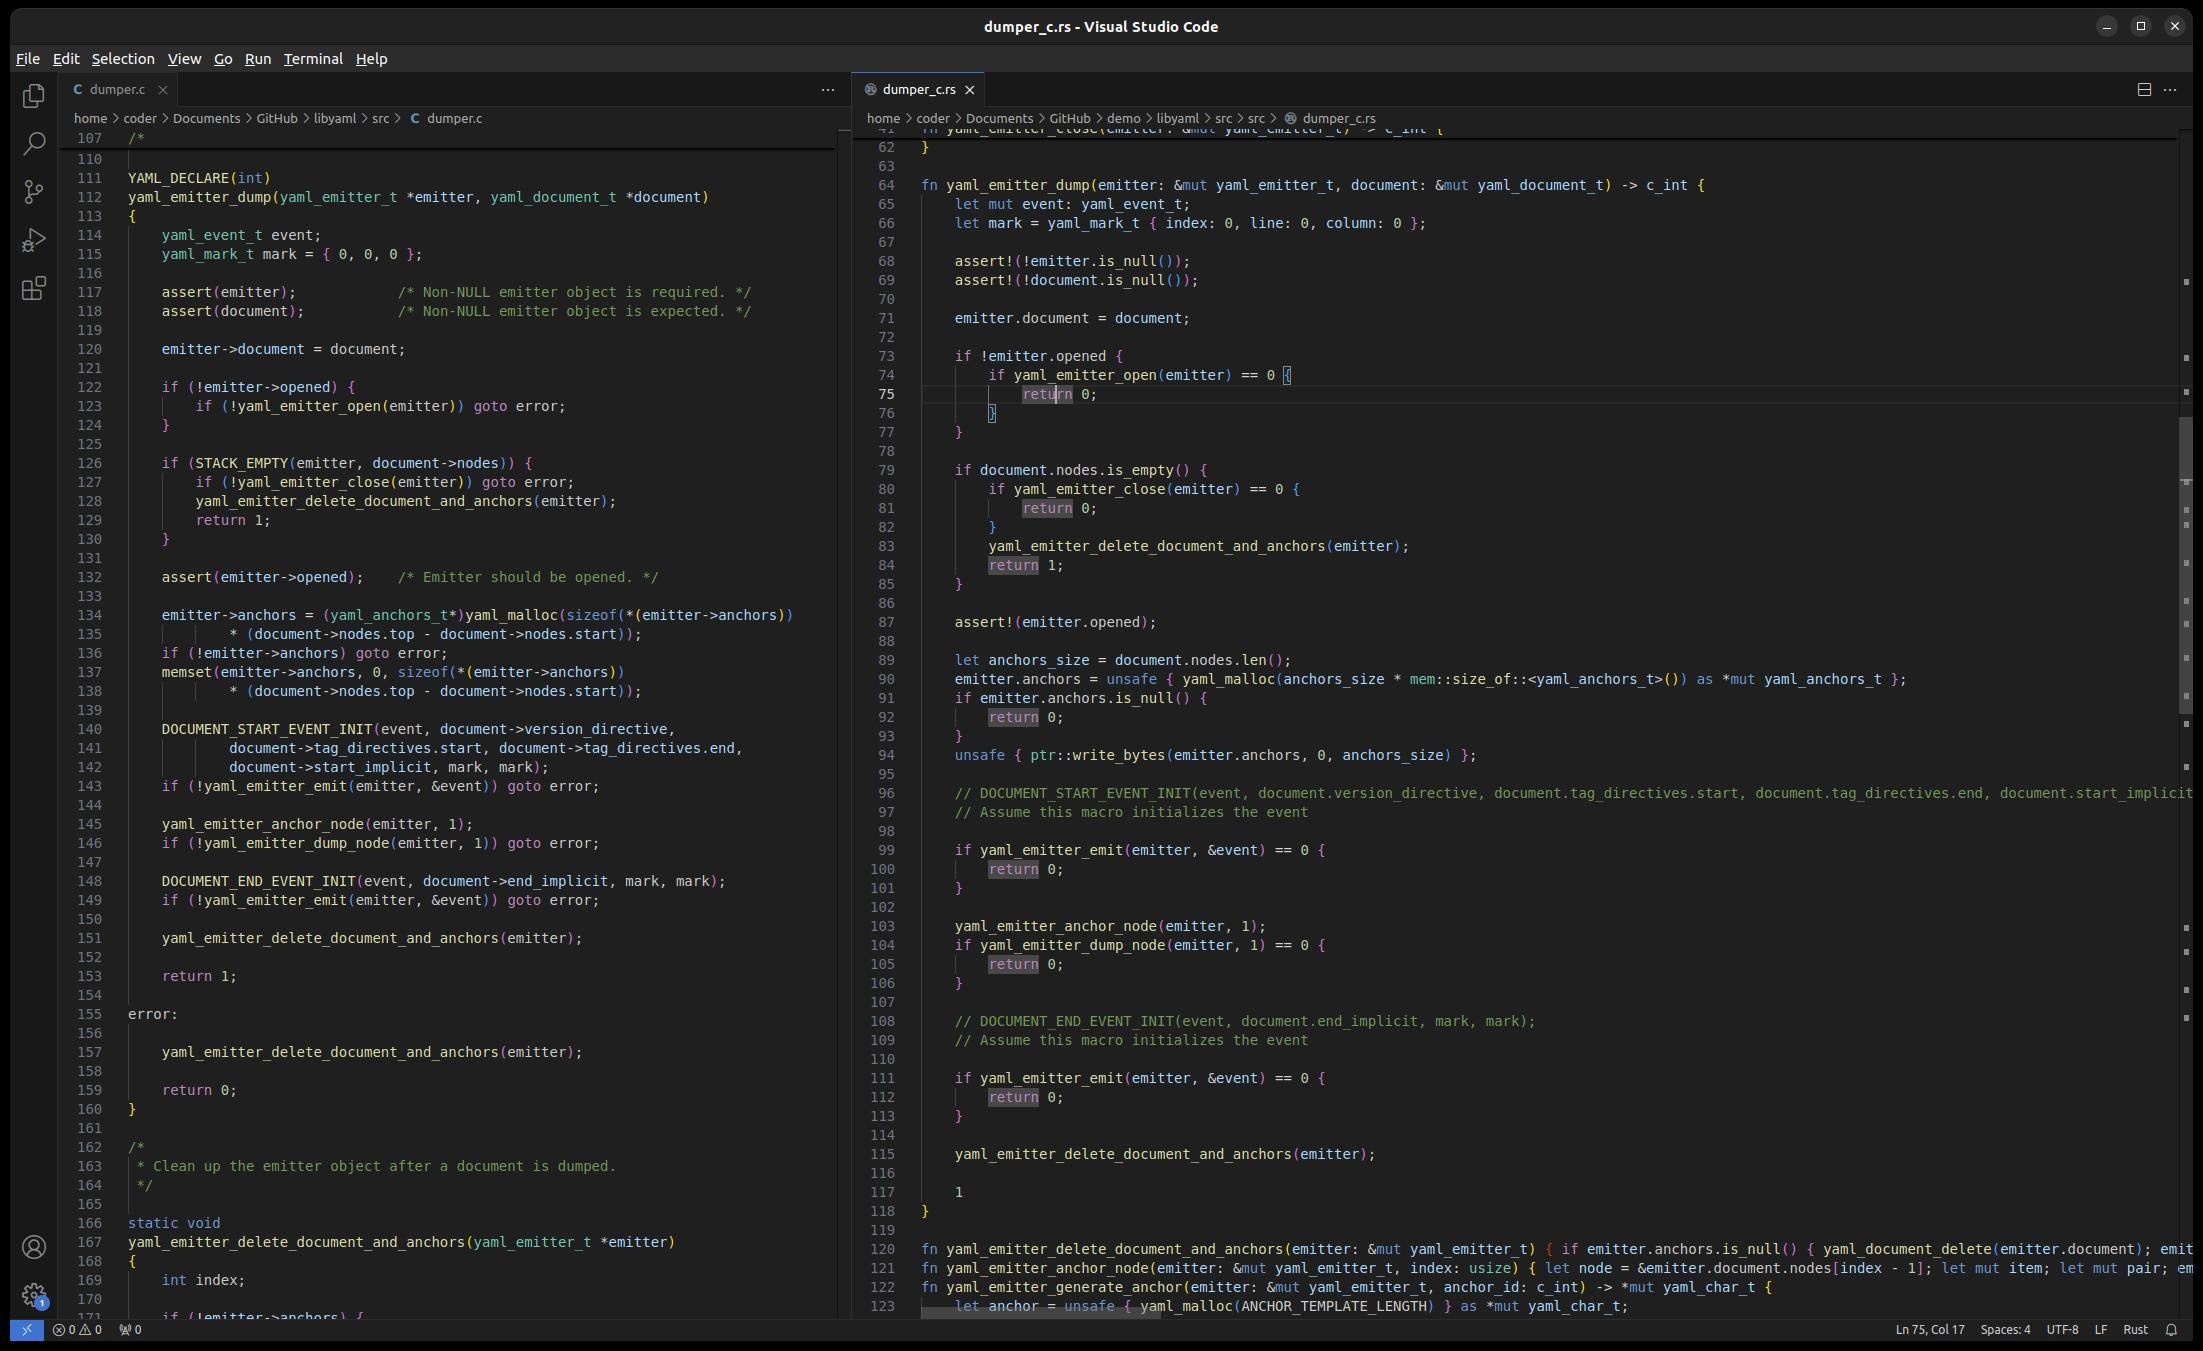 dumper_c.rs - Visual Studio Code
File Edit Selection View Go Run Terminal Help
C dumper.c
home > coder > Documents > GitHub > libyaml > src > C dumper.c
107 /*
110
111 YAML_DECLARE(int)
112 yaml_emitter_dump(yaml_emitter_t *emitter, yaml_document_t *document)
113 {
114     yaml_event_t event;
115     yaml_mark_t mark = { 0, 0, 0 };
116
117     assert(emitter);            /* Non-NULL emitter object is required. */
118     assert(document);           /* Non-NULL emitter object is expected. */
119
120     emitter->document = document;
121
122     if (!emitter->opened) {
123         if (!yaml_emitter_open(emitter)) goto error;
124     }
125
126     if (STACK_EMPTY(emitter, document->nodes)) {
127         if (!yaml_emitter_close(emitter)) goto error;
128         yaml_emitter_delete_document_and_anchors(emitter);
129         return 1;
130     }
131
132     assert(emitter->opened);    /* Emitter should be opened. */
133
134     emitter->anchors = (yaml_anchors_t*)yaml_malloc(sizeof(*(emitter->anchors))
135             * (document->nodes.top - document->nodes.start));
136     if (!emitter->anchors) goto error;
137     memset(emitter->anchors, 0, sizeof(*(emitter->anchors))
138             * (document->nodes.top - document->nodes.start));
139
140     DOCUMENT_START_EVENT_INIT(event, document->version_directive,
141             document->tag_directives.start, document->tag_directives.end,
142             document->start_implicit, mark, mark);
143     if (!yaml_emitter_emit(emitter, &event)) goto error;
144
145     yaml_emitter_anchor_node(emitter, 1);
146     if (!yaml_emitter_dump_node(emitter, 1)) goto error;
147
148     DOCUMENT_END_EVENT_INIT(event, document->end_implicit, mark, mark);
149     if (!yaml_emitter_emit(emitter, &event)) goto error;
150
151     yaml_emitter_delete_document_and_anchors(emitter);
152
153     return 1;
154
155 error:
156
157     yaml_emitter_delete_document_and_anchors(emitter);
158
159     return 0;
160 }
161
162 /*
163  * Clean up the emitter object after a document is dumped.
164  */
165
166 static void
167 yaml_emitter_delete_document_and_anchors(yaml_emitter_t *emitter)
168 {
169     int index;
170
171     if (!emitter->anchors) {
dumper_c.rs
home > coder > Documents > GitHub > demo > libyaml > src > src > dumper_c.rs
41 fn yaml_emitter_close(emitter: &mut yaml_emitter_t) -> c_int {
62 }
63
64 fn yaml_emitter_dump(emitter: &mut yaml_emitter_t, document: &mut yaml_document_t) -> c_int {
65     let mut event: yaml_event_t;
66     let mark = yaml_mark_t { index: 0, line: 0, column: 0 };
67
68     assert!(!emitter.is_null());
69     assert!(!document.is_null());
70
71     emitter.document = document;
72
73     if !emitter.opened {
74         if yaml_emitter_open(emitter) == 0 {
75             return 0;
76         }
77     }
78
79     if document.nodes.is_empty() {
80         if yaml_emitter_close(emitter) == 0 {
81             return 0;
82         }
83         yaml_emitter_delete_document_and_anchors(emitter);
84         return 1;
85     }
86
87     assert!(emitter.opened);
88
89     let anchors_size = document.nodes.len();
90     emitter.anchors = unsafe { yaml_malloc(anchors_size * mem::size_of::<yaml_anchors_t>()) as *mut yaml_anchors_t };
91     if emitter.anchors.is_null() {
92         return 0;
93     }
94     unsafe { ptr::write_bytes(emitter.anchors, 0, anchors_size) };
95
96     // DOCUMENT_START_EVENT_INIT(event, document.version_directive, document.tag_directives.start, document.tag_directives.end, document.start_implicit
97     // Assume this macro initializes the event
98
99     if yaml_emitter_emit(emitter, &event) == 0 {
100         return 0;
101     }
102
103     yaml_emitter_anchor_node(emitter, 1);
104     if yaml_emitter_dump_node(emitter, 1) == 0 {
105         return 0;
106     }
107
108     // DOCUMENT_END_EVENT_INIT(event, document.end_implicit, mark, mark);
109     // Assume this macro initializes the event
110
111     if yaml_emitter_emit(emitter, &event) == 0 {
112         return 0;
113     }
114
115     yaml_emitter_delete_document_and_anchors(emitter);
116
117     1
118 }
119
120 fn yaml_emitter_delete_document_and_anchors(emitter: &mut yaml_emitter_t) { if emitter.anchors.is_null() { yaml_document_delete(emitter.document); emit
121 fn yaml_emitter_anchor_node(emitter: &mut yaml_emitter_t, index: usize) { let node = &emitter.document.nodes[index - 1]; let mut item; let mut pair; em
122 fn yaml_emitter_generate_anchor(emitter: &mut yaml_emitter_t, anchor_id: c_int) -> *mut yaml_char_t {
123     let anchor = unsafe { yaml_malloc(ANCHOR_TEMPLATE_LENGTH) } as *mut yaml_char_t;
1
0 0 0
Ln 75, Col 17 Spaces: 4 UTF-8 LF Rust